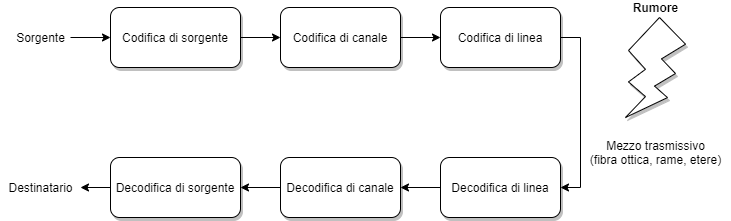 Rumore
Sorgente
Codifica di sorgente
Codifica di canale
Codifica di linea
Mezzo trasmissivo
(fibra ottica, rame, etere)
Destinatario
Decodifica di sorgente
Decodifica di canale
Decodifica di linea